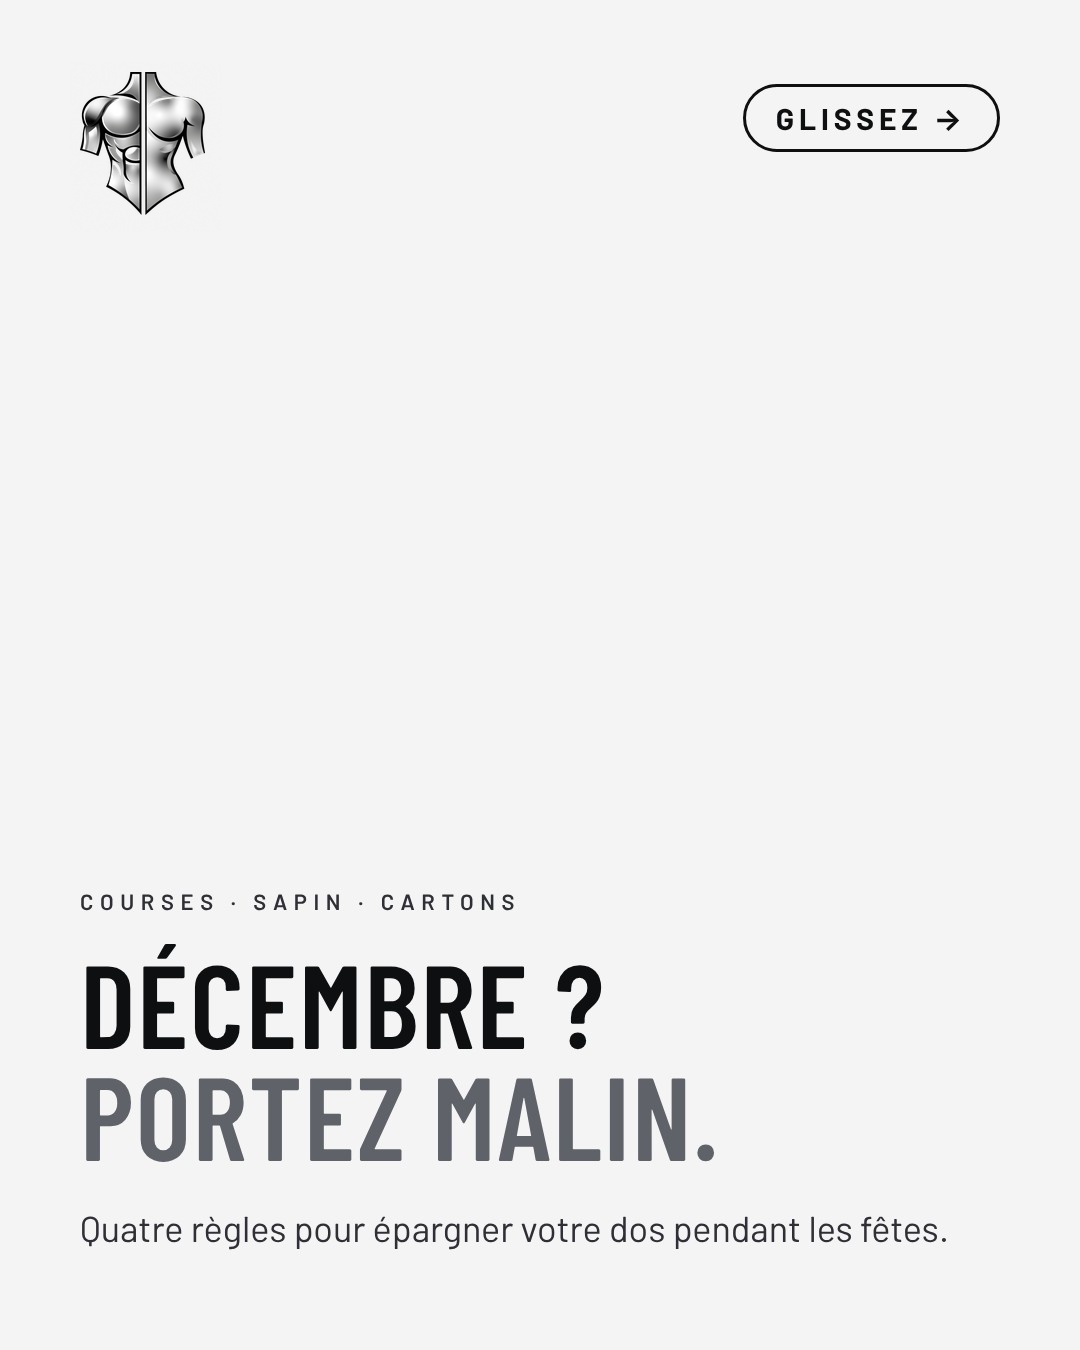 GLISSEZ →
COURSES · SAPIN · CARTONS
DÉCEMBRE ?
PORTEZ MALIN.
Quatre règles pour épargner votre dos pendant les fêtes.